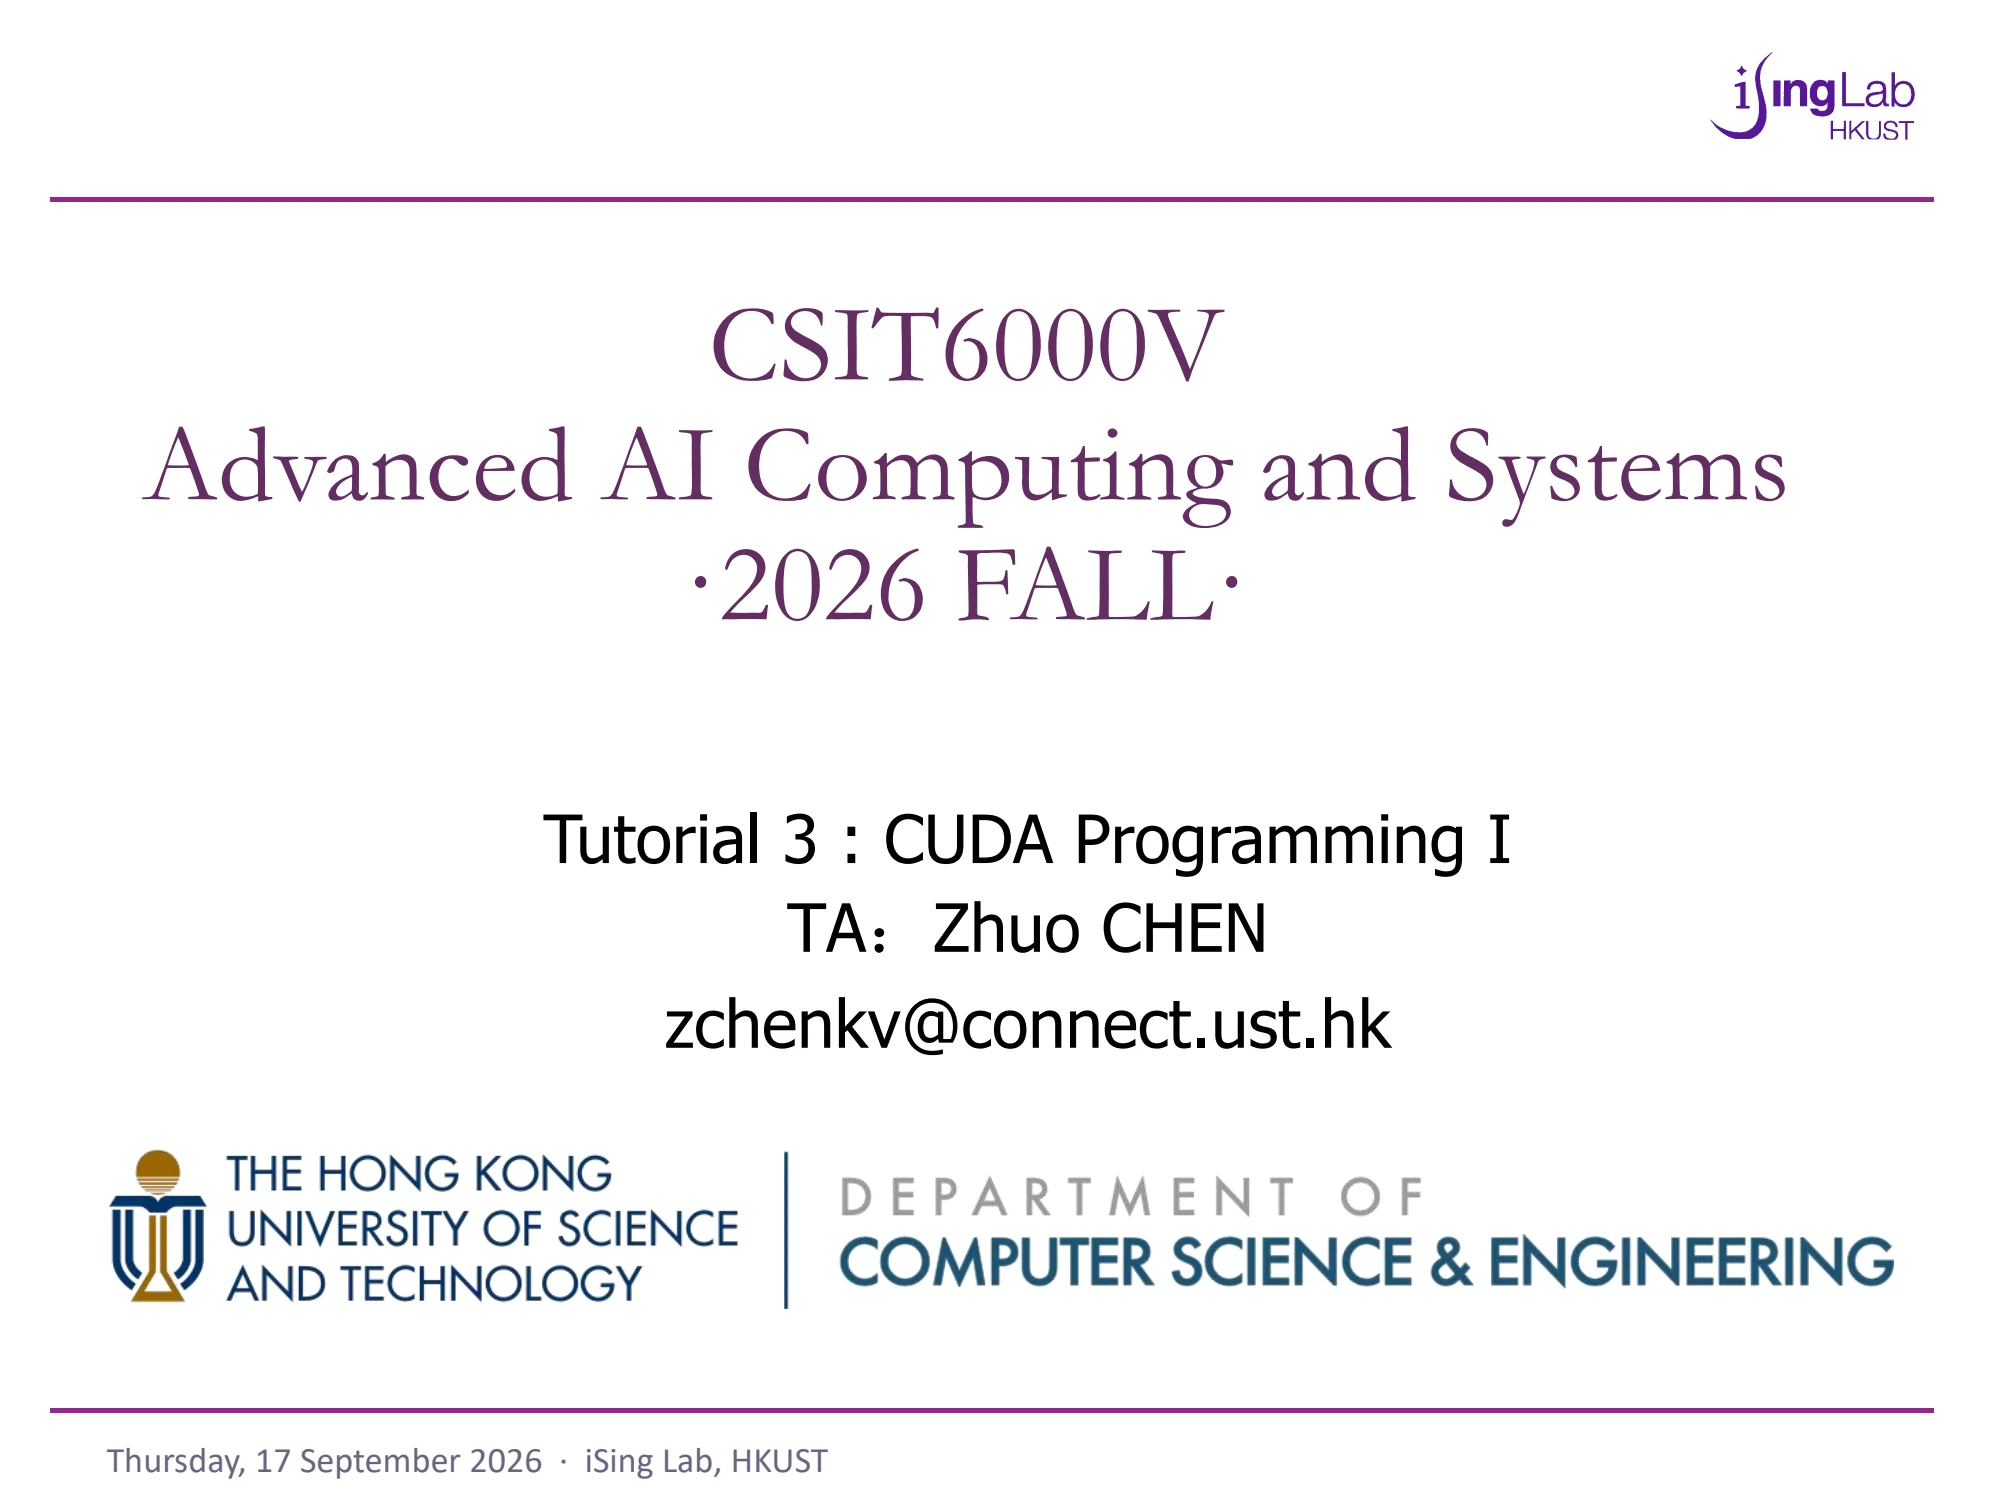 iSingLab
HKUST
CSIT6000V
Advanced AI Computing and Systems
·2026 FALL·
Tutorial 3 : CUDA Programming I
TA：Zhuo CHEN
zchenkv@connect.ust.hk
THE HONG KONG
UNIVERSITY OF SCIENCE
AND TECHNOLOGY
DEPARTMENT OF
COMPUTER SCIENCE & ENGINEERING
Thursday, 17 September 2026 · iSing Lab, HKUST